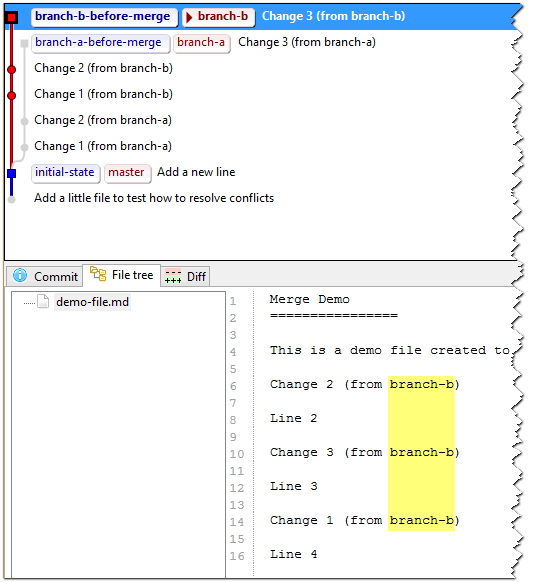 branch-b-before-merge branch-b Change 3 (from branch-b)
branch-a-before-merge branch-a Change 3 (from branch-a)
Change 2 (from branch-b)
Change 1 (from branch-b)
Change 2 (from branch-a)
Change 1 (from branch-a)
initial-state master Add a new line
Add a little file to test how to resolve conflicts
Commit File tree Diff
demo-file.md
1 Merge Demo
2 ================
3
4 This is a demo file created to
5
6 Change 2 (from branch-b)
7
8 Line 2
9
10 Change 3 (from branch-b)
11
12 Line 3
13
14 Change 1 (from branch-b)
15
16 Line 4